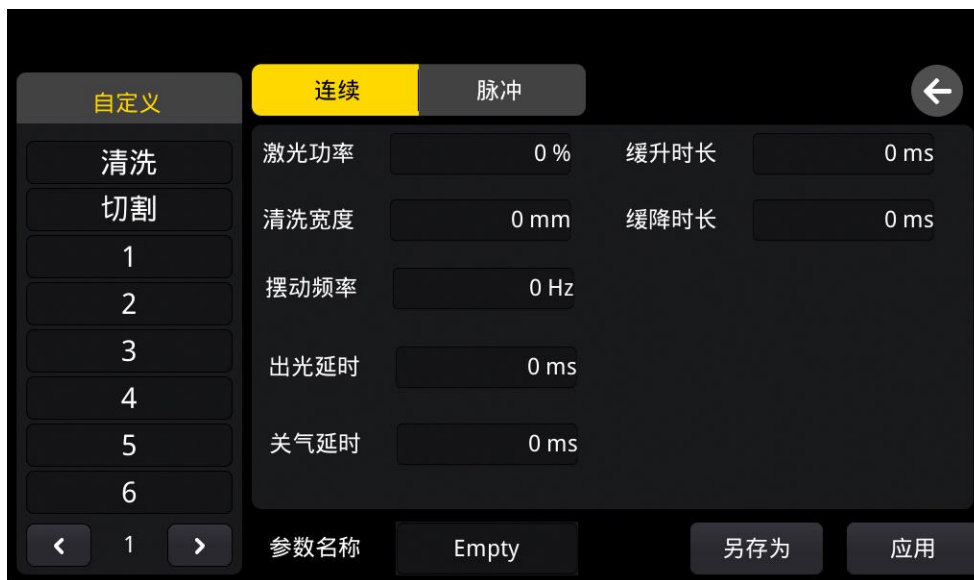 自定义
清洗
切割
1
2
3
4
5
6
1
连续 脉冲
激光功率 0 % 缓升时长 0 ms
清洗宽度 0 mm 缓降时长 0 ms
摆动频率 0 Hz
出光延时 0 ms
关气延时 0 ms
参数名称 Empty 另存为 应用